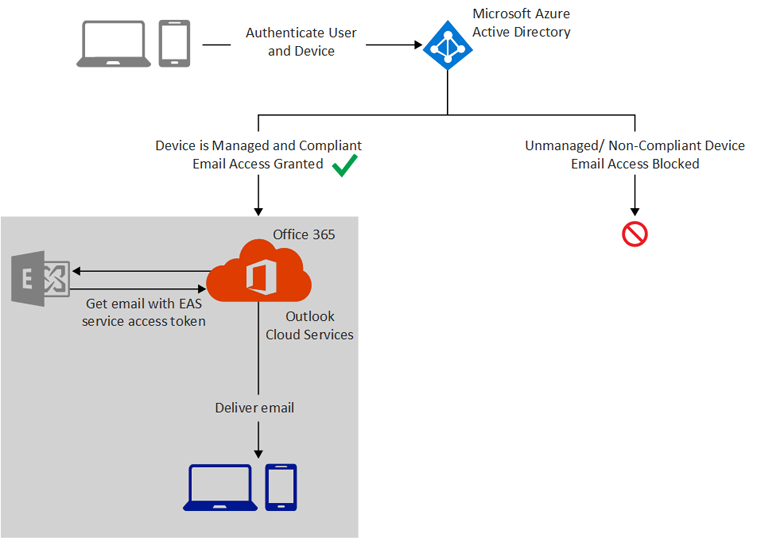 Microsoft Azure
Active Directory
Authenticate User
and Device
Device is Managed and Compliant
Email Access Granted
Unmanaged/ Non-Compliant Device
Email Access Blocked
Office 365
E
Get email with EAS
service access token
Outlook
Cloud Services
Deliver email